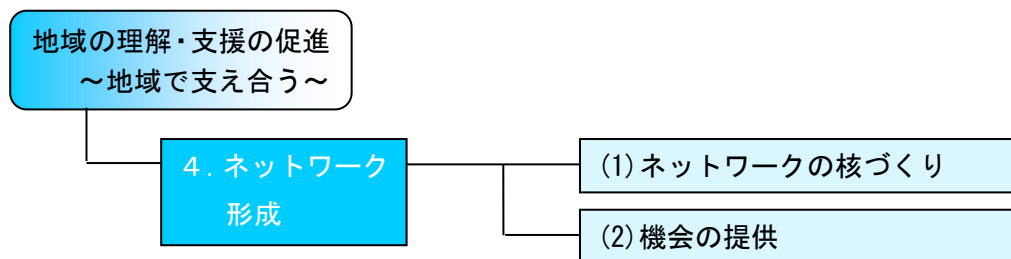 地域の理解・支援の促進
～地域で支え合う～
４．ネットワーク
形成
(1)ネットワークの核づくり
(2)機会の提供